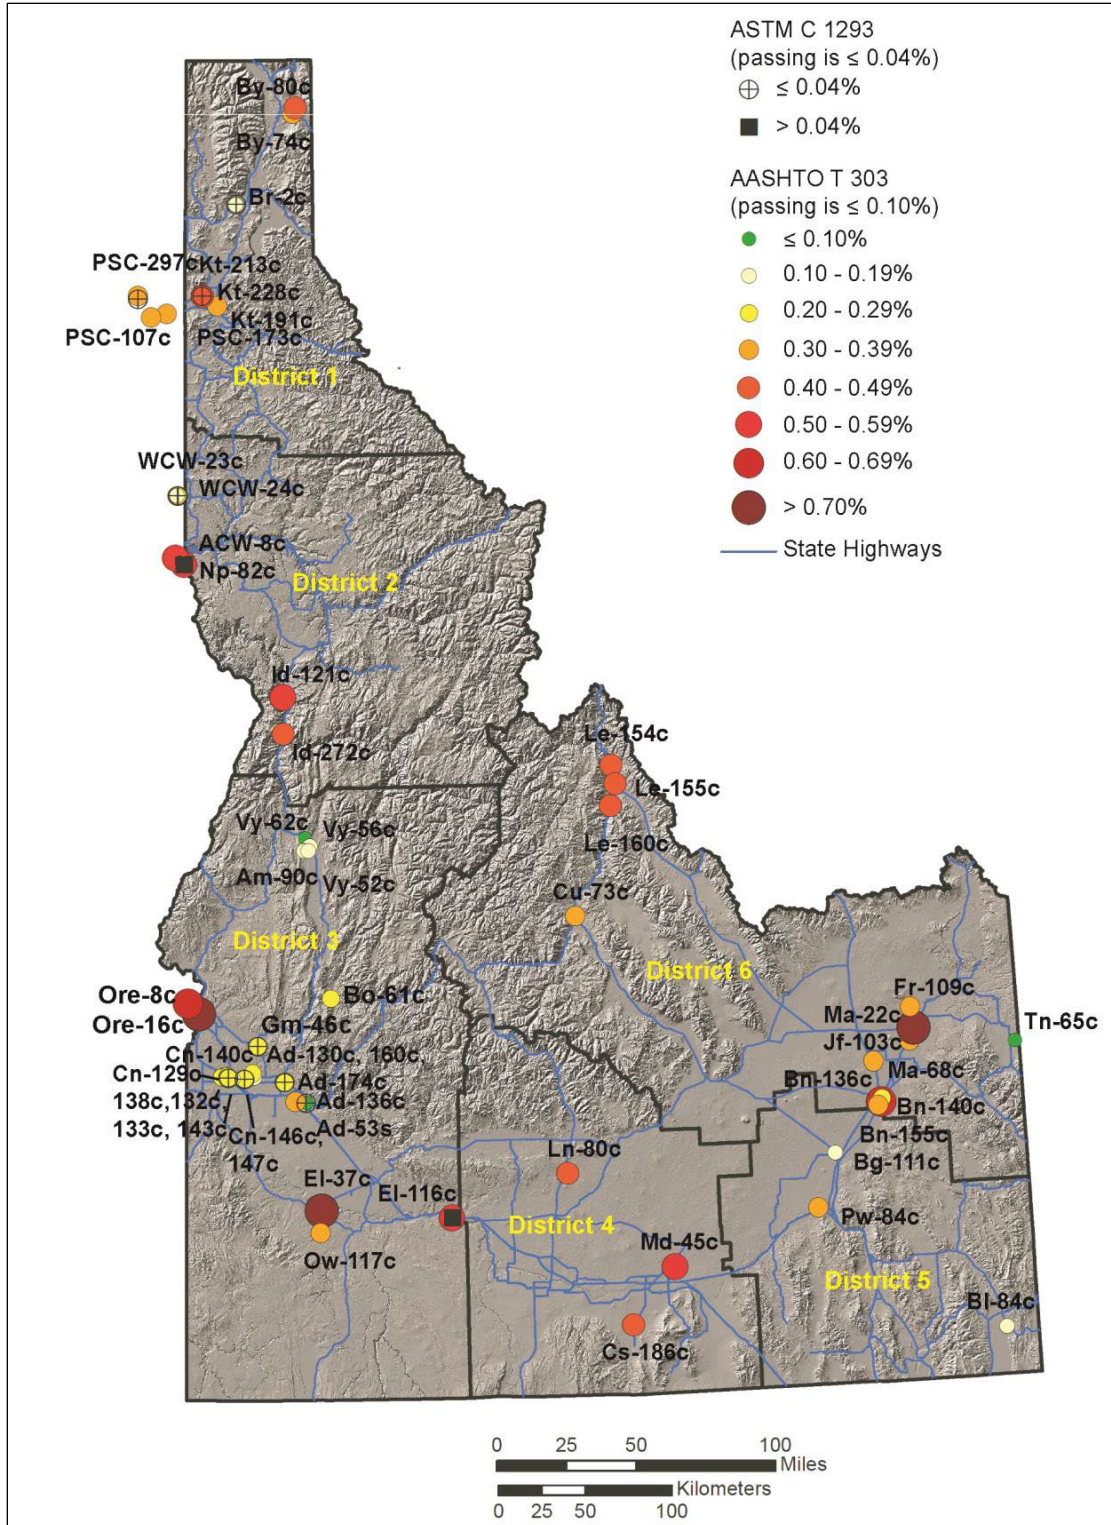 ASTM C 1293
(passing is ≤ 0.04%)
≤ 0.04%
> 0.04%
AASHTO T 303
(passing is ≤ 0.10%)
≤ 0.10%
0.10 - 0.19%
0.20 - 0.29%
0.30 - 0.39%
0.40 - 0.49%
0.50 - 0.59%
0.60 - 0.69%
> 0.70%
State Highways
By-80c
By-74c
Br-2c
PSC-297c
Kt-213c
Kt-228c
Kt-191c
PSC-107c
PSC-173c
District 1
WCW-23c
WCW-24c
ACW-8c
Np-82c
District 2
Id-121c
Id-272c
Le-154c
Le-155c
Le-160c
Vy-62c
Vy-56c
Am-90c
Vy-52c
Cu-73c
District 3
District 6
Ore-8c
Bo-61c
Ore-16c
Gm-46c
Fr-109c
Ma-22c
Tn-65c
Jf-103c
Cn-140c
Ad-130c, 160c,
Cn-129c
Ad-174c
Ma-68c
Bn-136c
138c,132c,
Ad-136c
Bn-140c
133c, 143c
Ad-53s
Cn-146c,
147c
Bn-155c
Bg-111c
Ln-80c
El-37c
El-116c
District 4
Pw-84c
Ow-117c
Md-45c
District 5
Bl-84c
Cs-186c
0 25 50 100
Miles
Kilometers
0 25 50 100